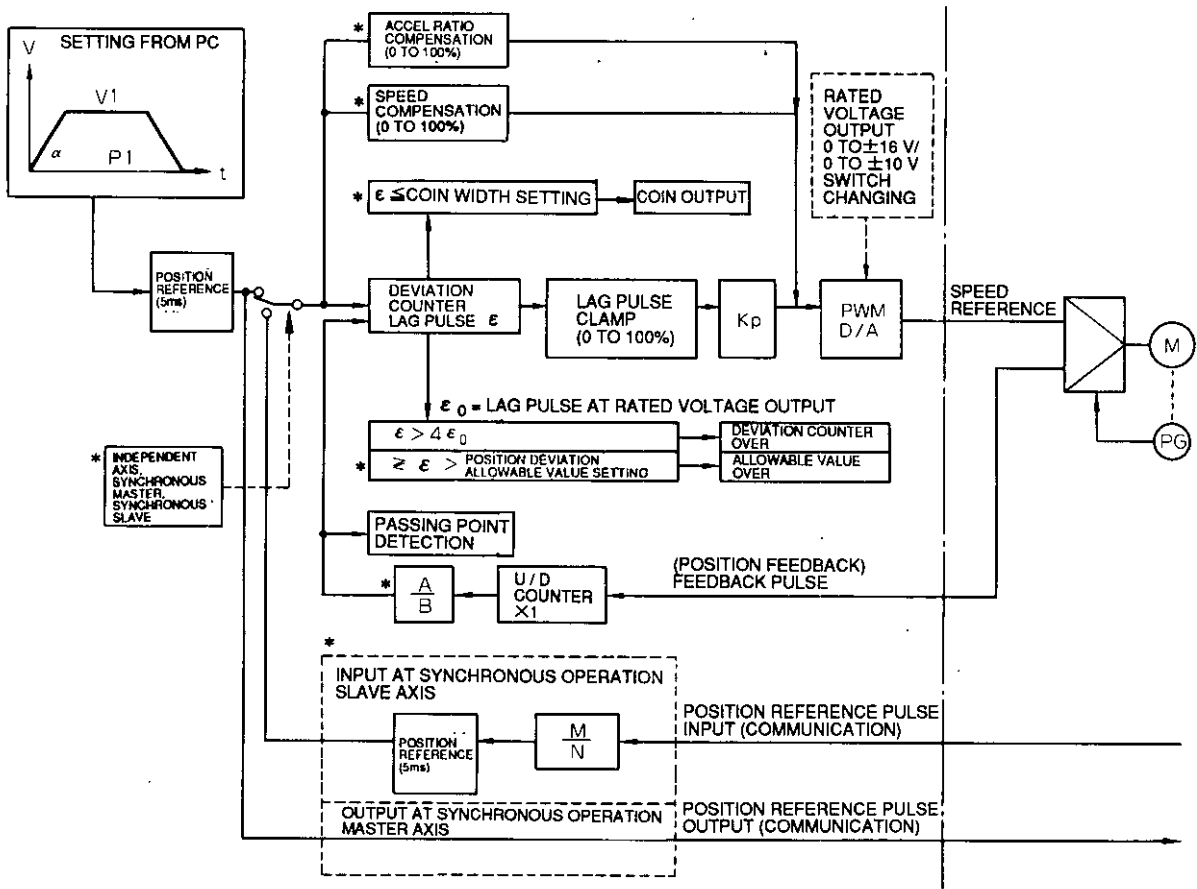 SETTING FROM PC
V
V1
α
P1
t
* ACCEL RATIO
COMPENSATION
(0 TO 100%)
* SPEED
COMPENSATION
(0 TO 100%)
RATED
VOLTAGE
OUTPUT
0 TO ±16 V/
0 TO ±10 V
SWITCH
CHANGING
* ε ≦ COIN WIDTH SETTING
COIN OUTPUT
POSITION
REFERENCE
(5ms)
DEVIATION
COUNTER
LAG PULSE ε
LAG PULSE
CLAMP
(0 TO 100%)
Kp
PWM
D/A
SPEED
REFERENCE
M
PG
ε0 = LAG PULSE AT RATED VOLTAGE OUTPUT
ε > 4 ε0
DEVIATION COUNTER
OVER
* ≥ ε > POSITION DEVIATION
ALLOWABLE VALUE SETTING
ALLOWABLE VALUE
OVER
* INDEPENDENT
AXIS,
SYNCHRONOUS
MASTER,
SYNCHRONOUS
SLAVE
PASSING POINT
DETECTION
* A
B
U/D
COUNTER
×1
(POSITION FEEDBACK)
FEEDBACK PULSE
*
INPUT AT SYNCHRONOUS OPERATION
SLAVE AXIS
POSITION
REFERENCE
(5ms)
M
N
POSITION REFERENCE PULSE
INPUT (COMMUNICATION)
OUTPUT AT SYNCHRONOUS OPERATION
MASTER AXIS
POSITION REFERENCE PULSE
OUTPUT (COMMUNICATION)